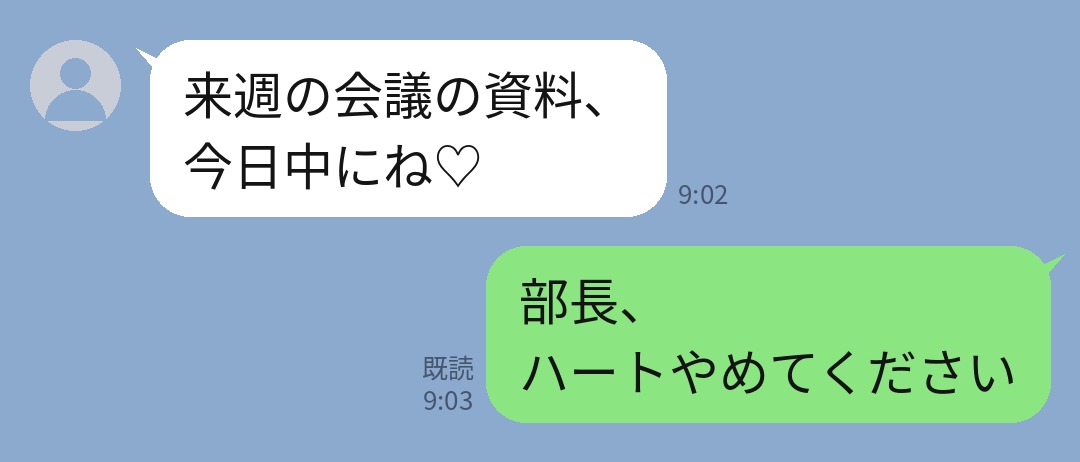 来週の会議の資料、
今日中にね♡
9:02
部長、
ハートやめてください
既読
9:03